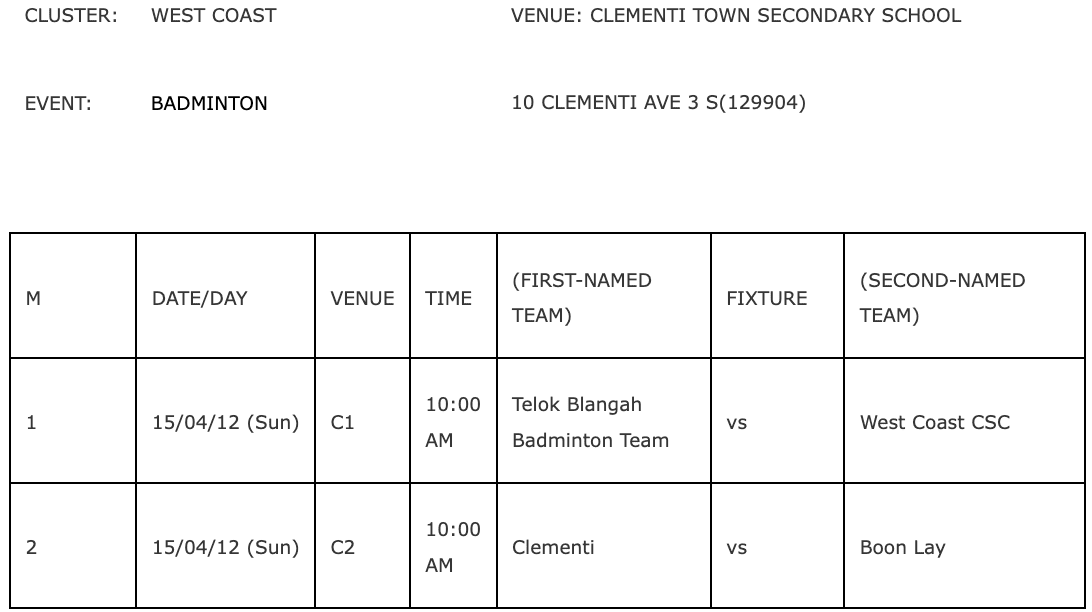 CLUSTER: WEST COAST VENUE: CLEMENTI TOWN SECONDARY SCHOOL
EVENT: BADMINTON 10 CLEMENTI AVE 3 S(129904)
M DATE/DAY VENUE TIME (FIRST-NAMED TEAM) FIXTURE (SECOND-NAMED TEAM)
1 15/04/12 (Sun) C1 10:00 AM Telok Blangah Badminton Team vs West Coast CSC
2 15/04/12 (Sun) C2 10:00 AM Clementi vs Boon Lay